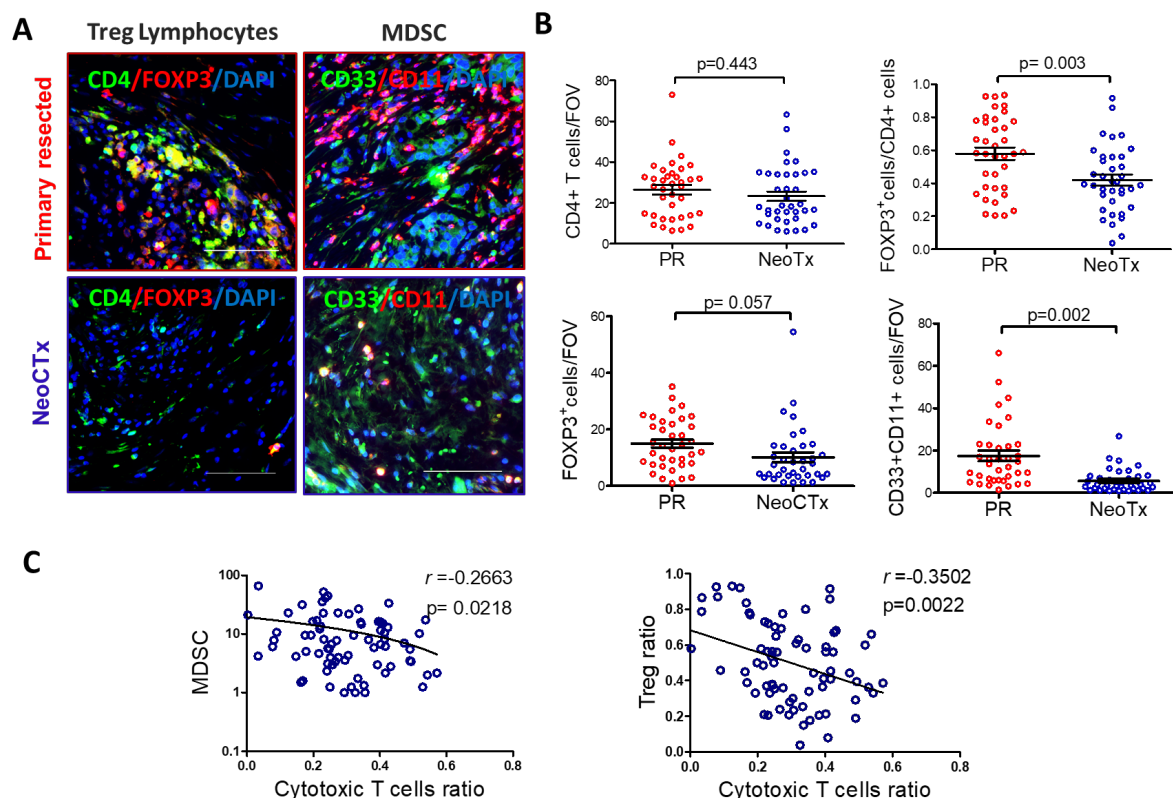 A
Treg Lymphocytes
MDSC
Primary resected
CD4/FOXP3/DAPI
CD33/CD11/DAPI
NeoCTx
CD4/FOXP3/DAPI
CD33/CD11/DAPI
B
CD4+ T cells/FOV
80
60
40
20
0
p=0.443
PR
NeoTx
FOXP3+cells/CD4+ cells
1.0
0.8
0.6
0.4
0.2
0.0
p= 0.003
PR
NeoTx
FOXP3+cells/FOV
60
40
20
0
p= 0.057
PR
NeoCTx
CD33+CD11+ cells/FOV
80
60
40
20
0
p=0.002
PR
NeoTx
C
MDSC
100
10
1
0.1
r =-0.2663
p= 0.0218
0.0 0.2 0.4 0.6 0.8
Cytotoxic T cells ratio
Treg ratio
1.0
0.8
0.6
0.4
0.2
0.0
r =-0.3502
p=0.0022
0.0 0.2 0.4 0.6 0.8
Cytotoxic T cells ratio